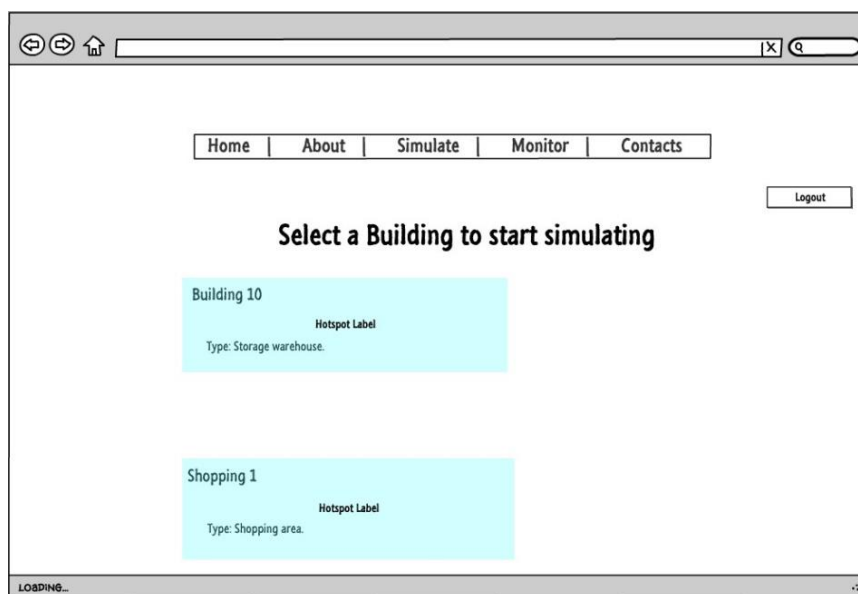 Home | About | Simulate | Monitor | Contacts
Logout
Select a Building to start simulating
Building 10
Hotspot Label
Type: Storage warehouse.
Shopping 1
Hotspot Label
Type: Shopping area.
LOADING...